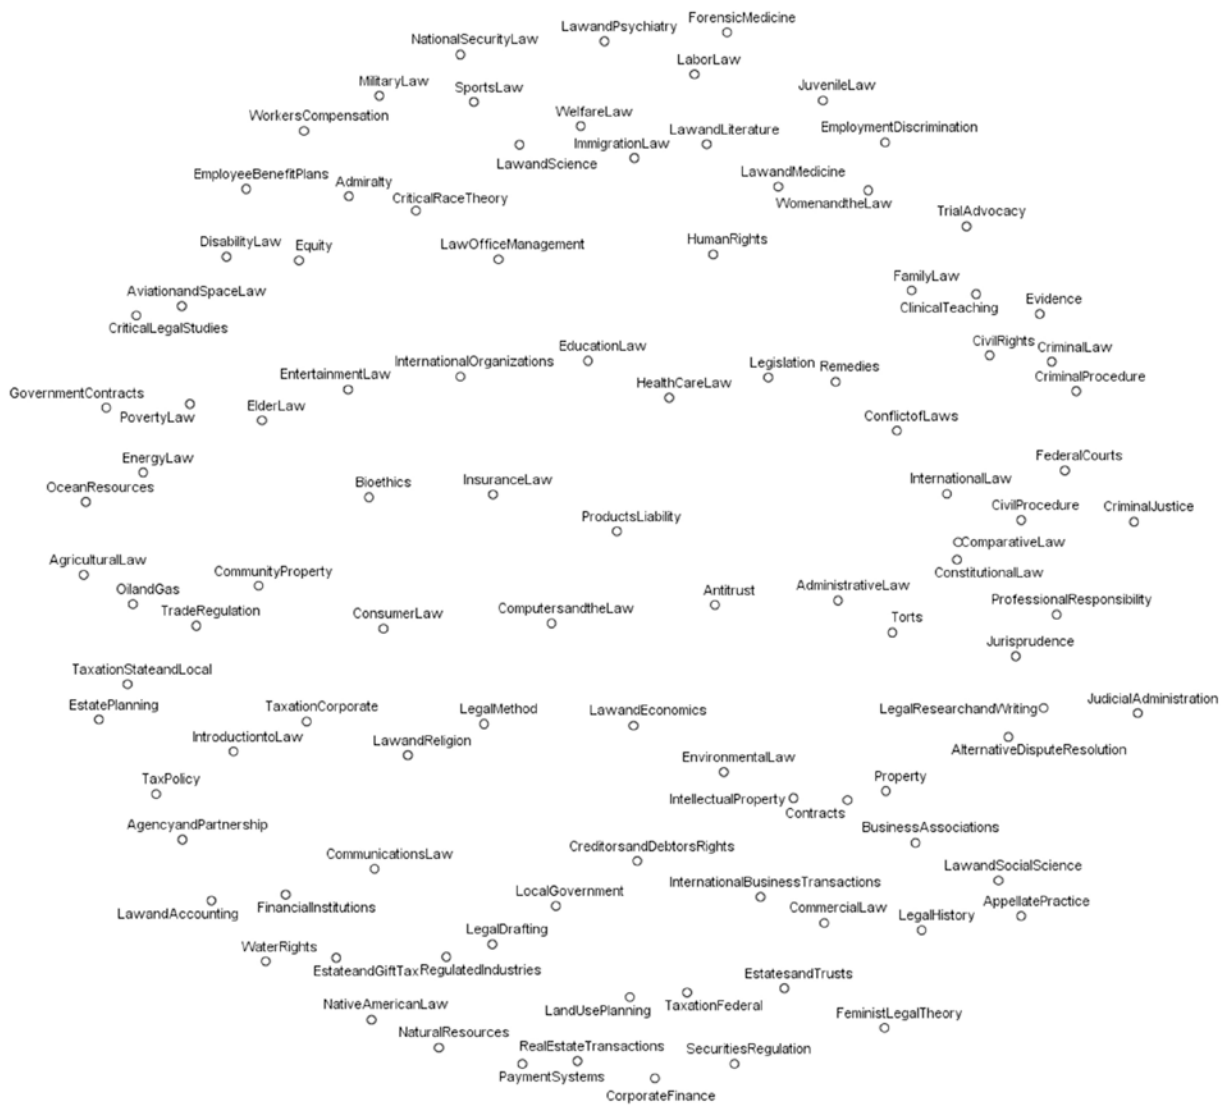 ForensicMedicine
LawandPsychiatry
NationalSecurityLaw
LaborLaw
MilitaryLaw
SportsLaw
JuvenileLaw
WorkersCompensation
WelfareLaw
LawandLiterature
EmploymentDiscrimination
ImmigrationLaw
LawandScience
EmployeeBenefitPlans
Admiralty
LawandMedicine
CriticalRaceTheory
WomenandtheLaw
TrialAdvocacy
DisabilityLaw
Equity
LawOfficeManagement
HumanRights
FamilyLaw
AviationandSpaceLaw
ClinicalTeaching
Evidence
CriticalLegalStudies
CivilRights
CriminalLaw
EducationLaw
InternationalOrganizations
Legislation
Remedies
EntertainmentLaw
HealthCareLaw
CriminalProcedure
GovernmentContracts
PovertyLaw
ElderLaw
ConflictofLaws
EnergyLaw
FederalCourts
OceanResources
Bioethics
InsuranceLaw
InternationalLaw
CivilProcedure
CriminalJustice
ProductsLiability
ComparativeLaw
AgriculturalLaw
CommunityProperty
ConstitutionalLaw
OilandGas
Antitrust
AdministrativeLaw
ProfessionalResponsibility
TradeRegulation
ConsumerLaw
ComputersandtheLaw
Torts
Jurisprudence
TaxationStateandLocal
EstatePlanning
TaxationCorporate
LegalMethod
LawandEconomics
LegalResearchandWriting
JudicialAdministration
IntroductiontoLaw
LawandReligion
AlternativeDisputeResolution
EnvironmentalLaw
TaxPolicy
Property
IntellectualProperty
Contracts
AgencyandPartnership
BusinessAssociations
CommunicationsLaw
CreditorsandDebtorsRights
LawandSocialScience
LocalGovernment
InternationalBusinessTransactions
LawandAccounting
FinancialInstitutions
CommercialLaw
LegalHistory
AppellatePractice
LegalDrafting
WaterRights
EstateandGiftTax
RegulatedIndustries
EstatesandTrusts
NativeAmericanLaw
LandUsePlanning
TaxationFederal
FeministLegalTheory
NaturalResources
RealEstateTransactions
SecuritiesRegulation
PaymentSystems
CorporateFinance